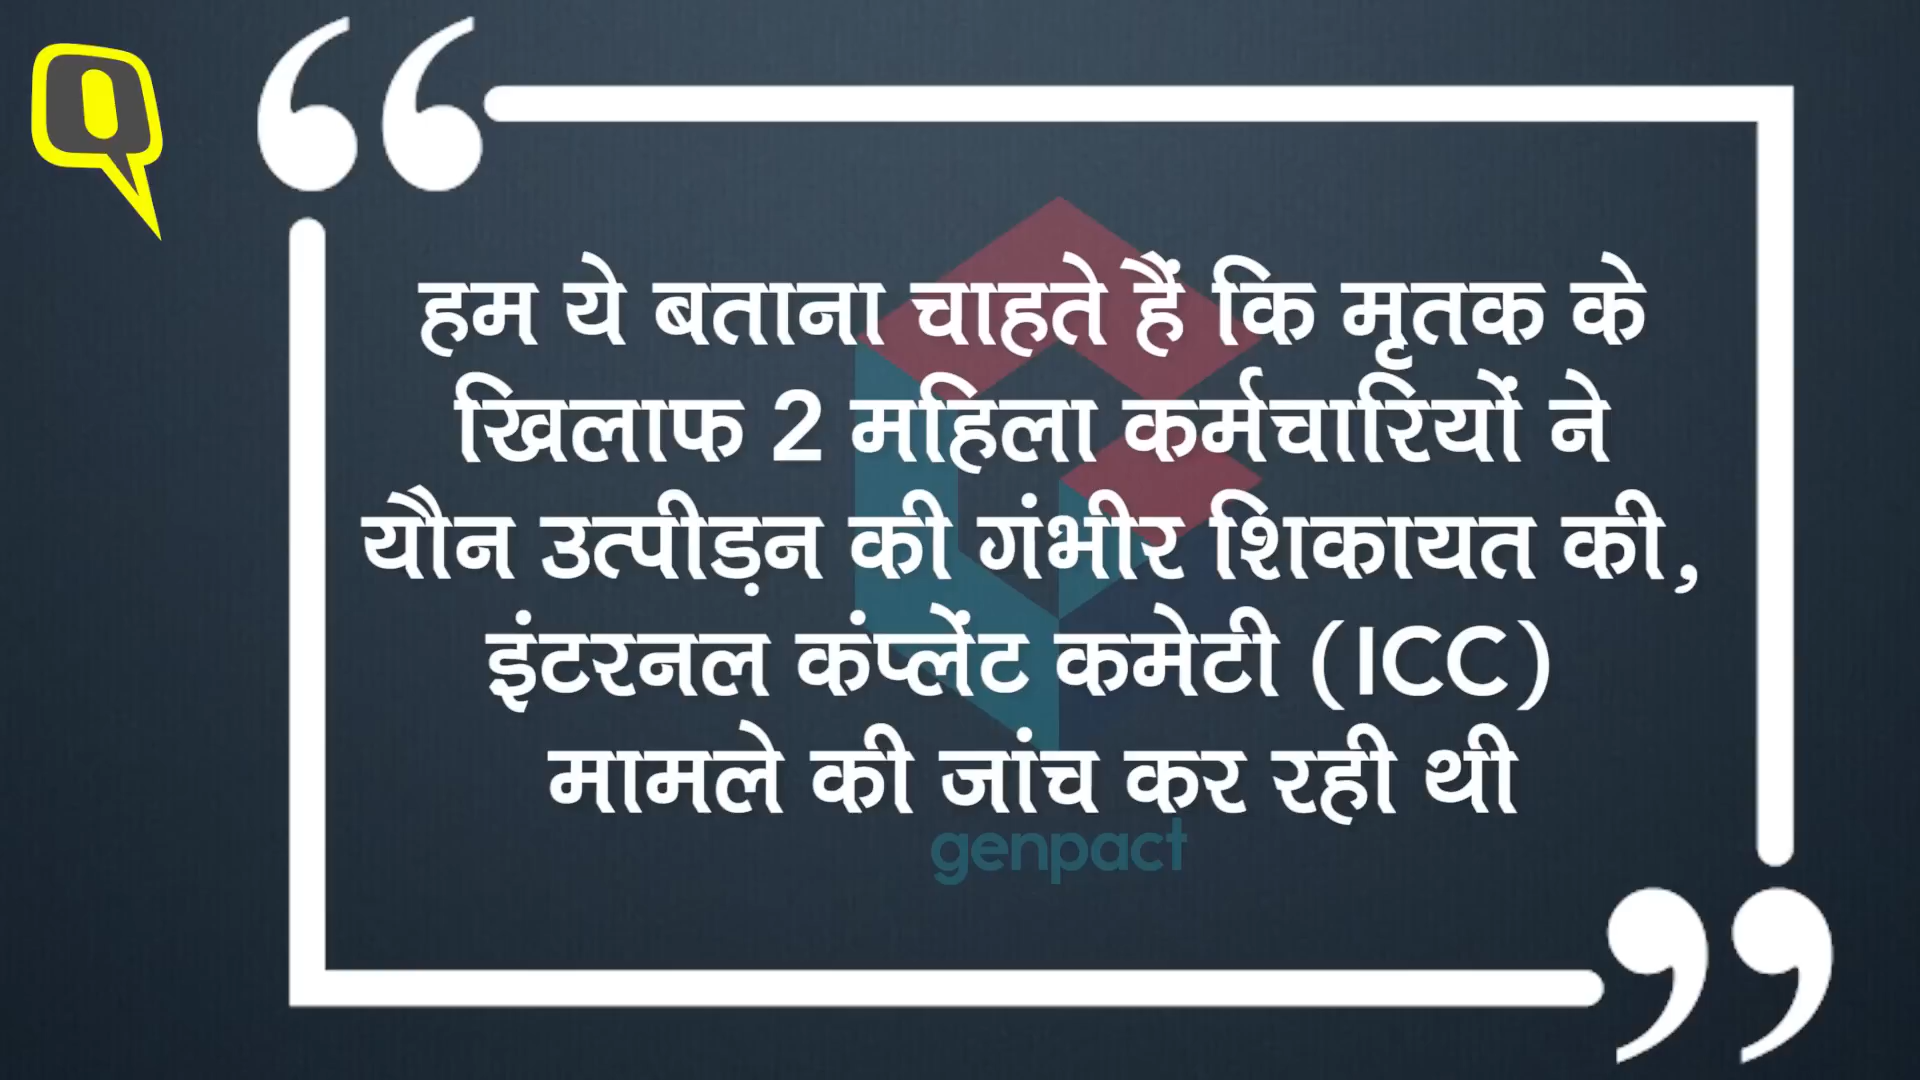 हम ये बताना चाहते हैं कि मृतक के
खिलाफ 2 महिला कर्मचारियों ने
यौन उत्पीड़न की गंभीर शिकायत की,
इंटरनल कंप्लेंट कमेटी (ICC)
मामले की जांच कर रही थी
genpact